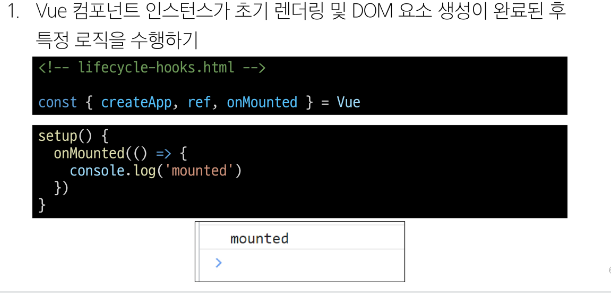 1. Vue 컴포넌트 인스턴스가 초기 렌더링 및 DOM 요소 생성이 완료된 후
특정 로직을 수행하기
<!-- lifecycle-hooks.html -->
const { createApp, ref, onMounted } = Vue
setup() {
  onMounted(() => {
    console.log('mounted')
  })
}
mounted
>